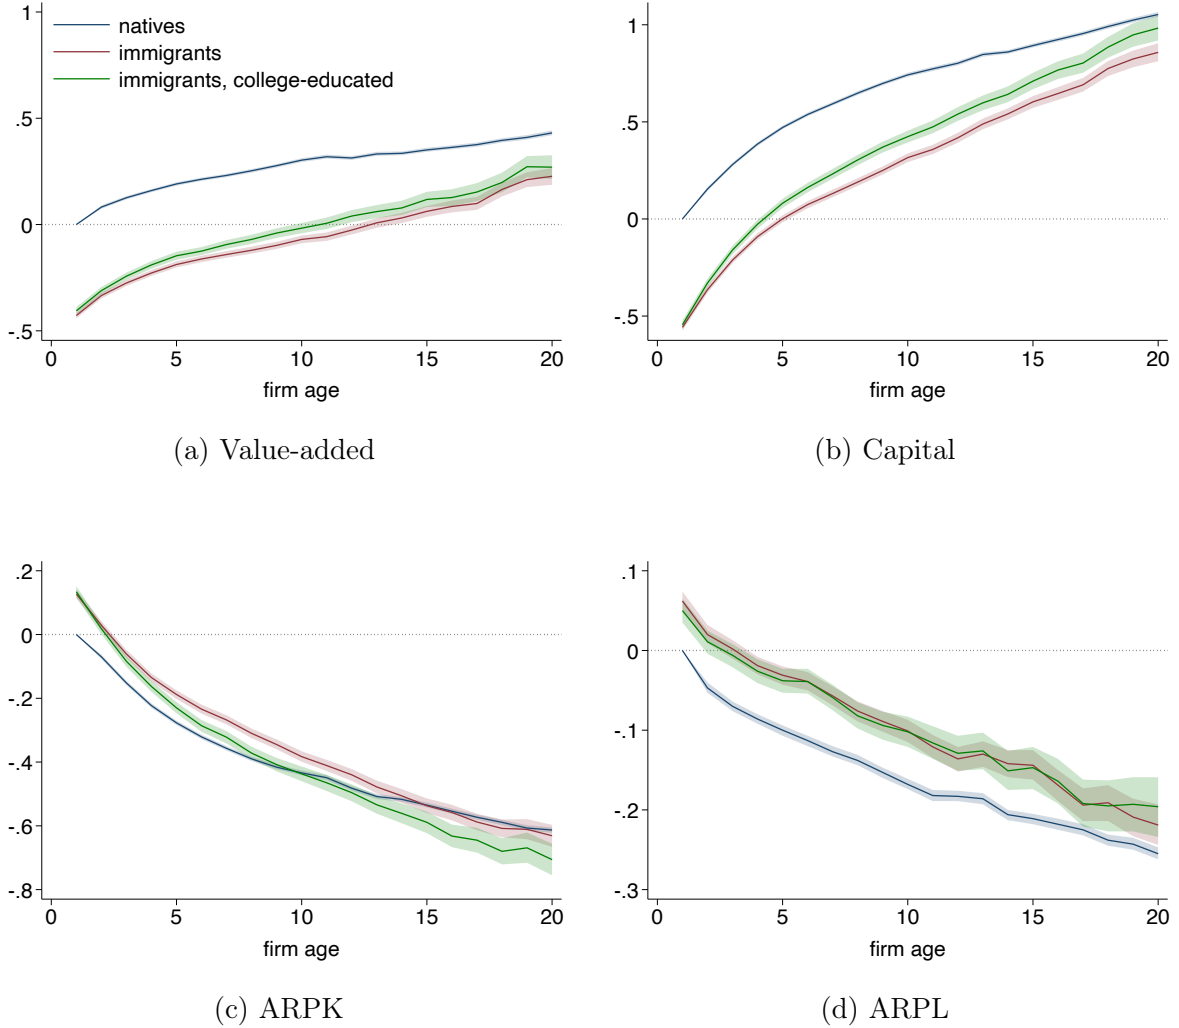 1
.5
0
-.5
natives
immigrants
immigrants, college-educated
0 5 10 15 20
firm age
(a) Value-added
1
.5
0
-.5
0 5 10 15 20
firm age
(b) Capital
.2
0
-.2
-.4
-.6
-.8
0 5 10 15 20
firm age
(c) ARPK
.1
0
-.1
-.2
-.3
0 5 10 15 20
firm age
(d) ARPL